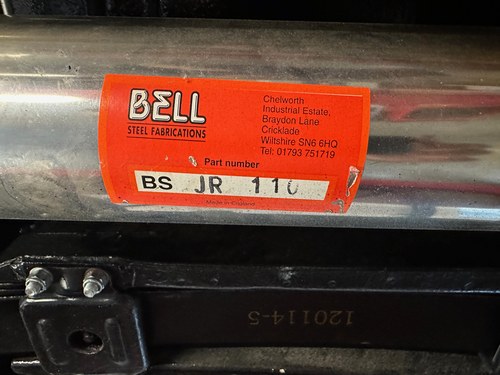 BELL
STEEL FABRICATIONS
Chelworth
Industrial Estate,
Braydon Lane
Cricklade
Wiltshire SN6 6HQ
Tel: 01793 751719
Part number
BS JR 110
Made in England
120114-5